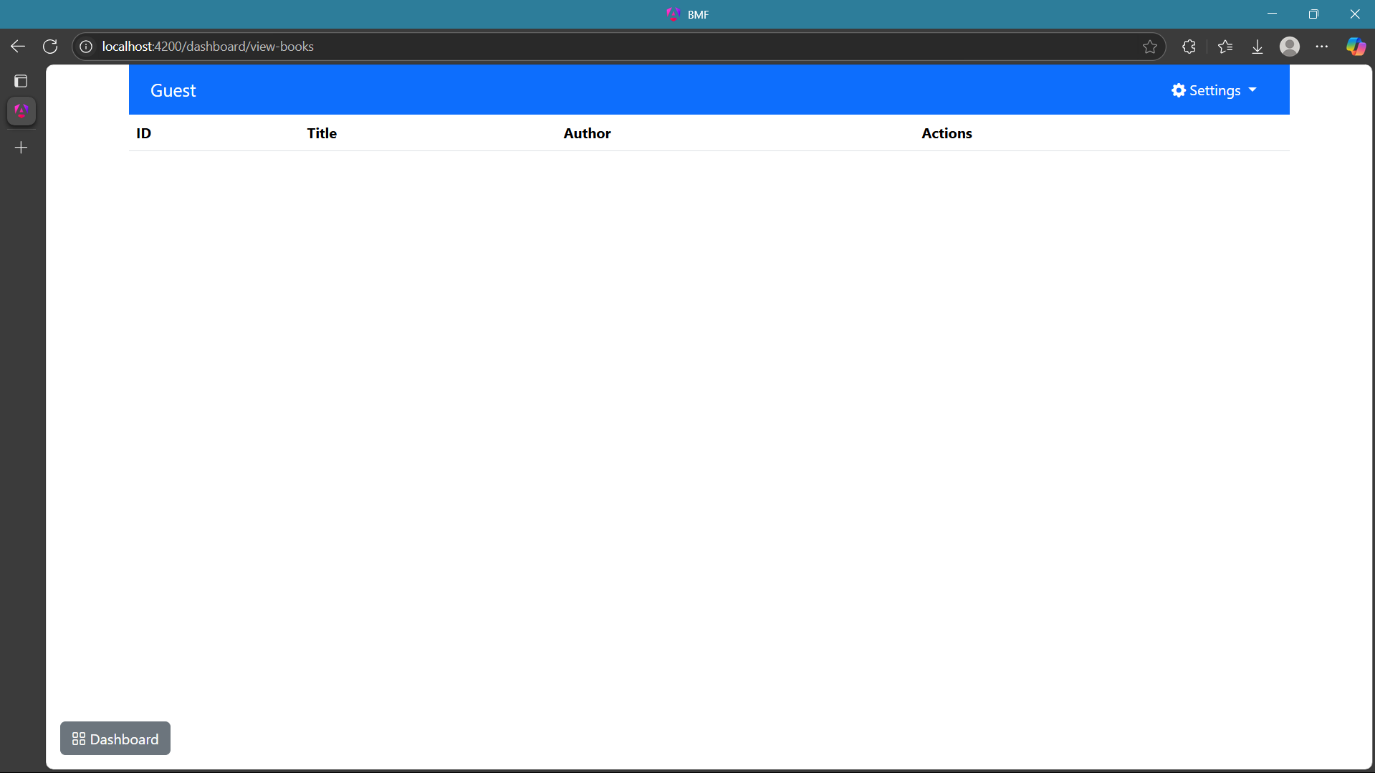 BMF
localhost:4200/dashboard/view-books
Guest
Settings
ID Title Author Actions
Dashboard